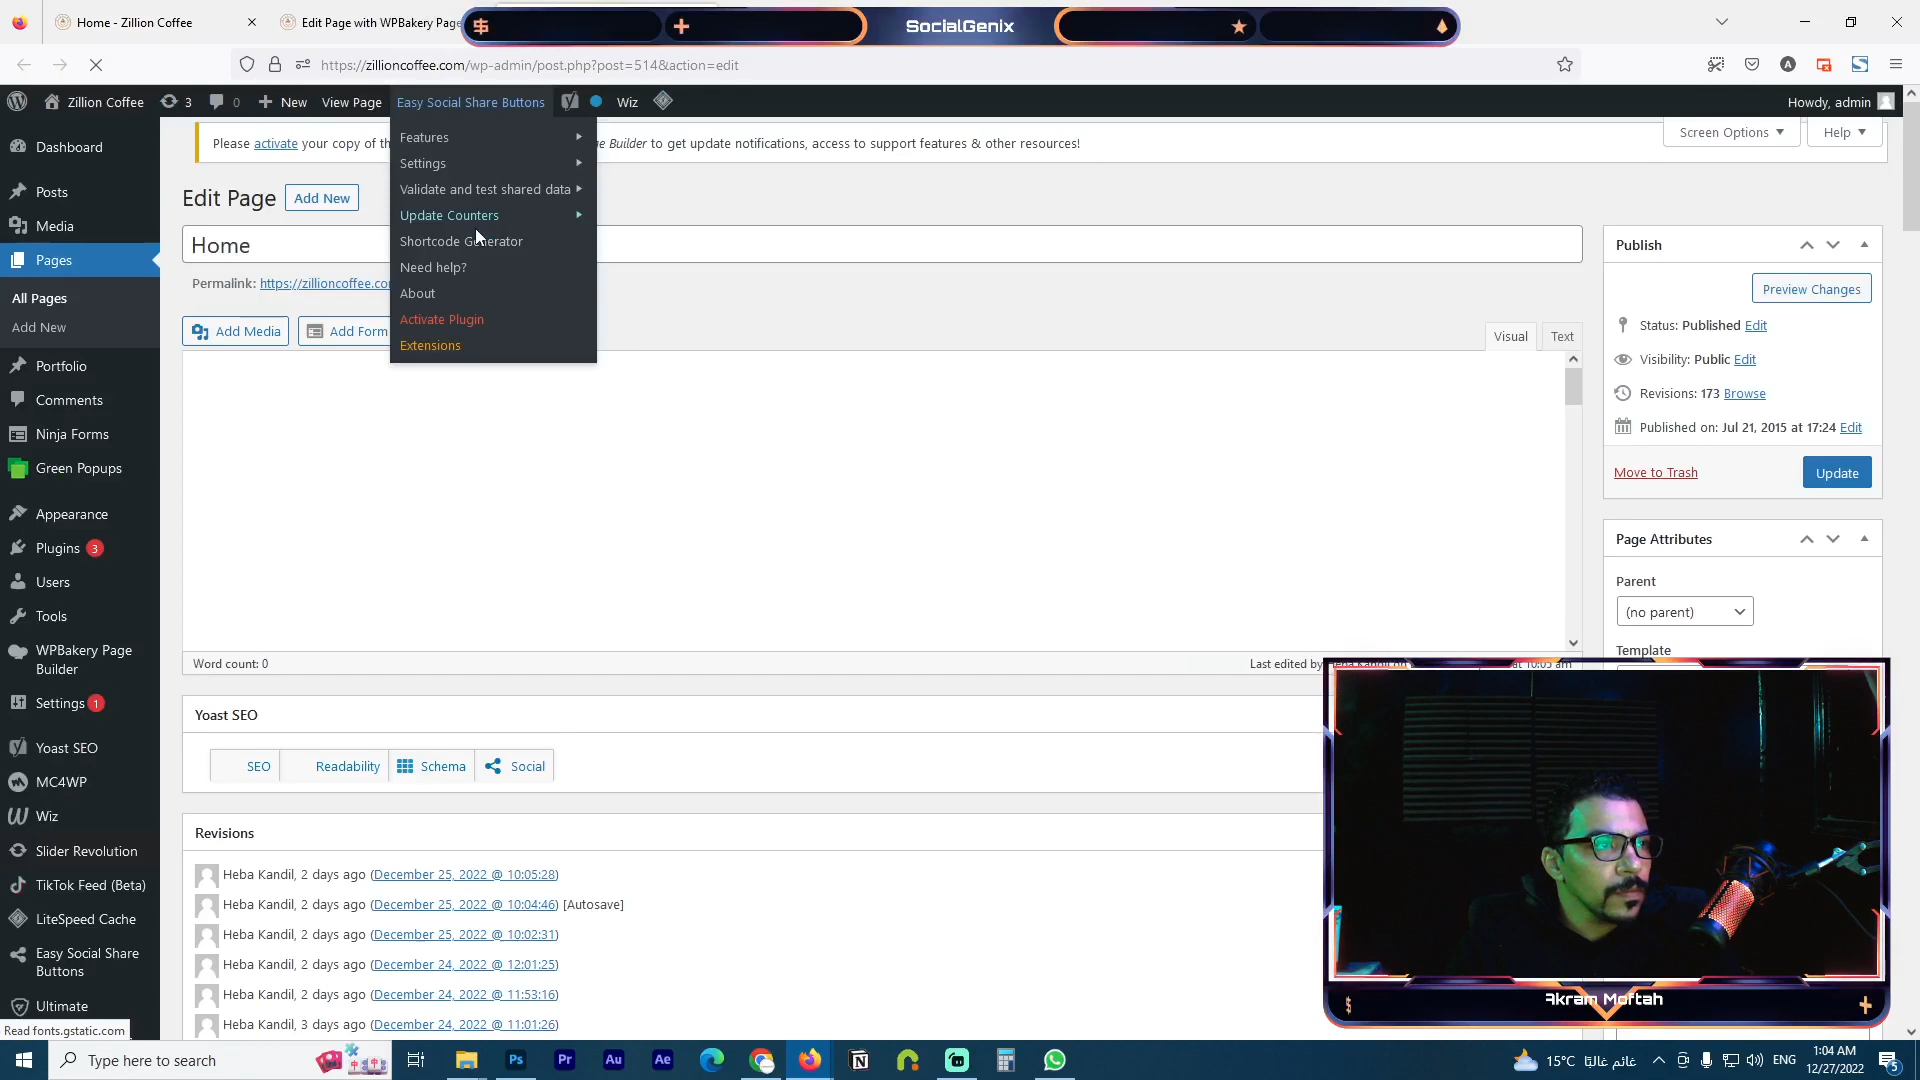 Home - Zillion Coffee
Edit Page with WPBakery Page
SocialGenix
https://zillioncoffee.com/wp-admin/post.php?post=514&action=edit
Zillion Coffee
3
0
New
View Page
Easy Social Share Buttons
Wiz
Howdy, admin
Features
Settings
Validate and test shared data
Update Counters
Shortcode Generator
Need help?
About
Activate Plugin
Extensions
Please activate your copy of the
Builder to get update notifications, access to support features & other resources!
Screen Options
Help
Edit Page
Add New
Home
Permalink: https://zillioncoffee.co
Add Media
Add Form
Visual
Text
Word count: 0
Last edited by Heba Kandil on
at 10:05 am
Dashboard
Posts
Media
Pages
All Pages
Add New
Portfolio
Comments
Ninja Forms
Green Popups
Appearance
Plugins 3
Users
Tools
WPBakery Page
Builder
Settings 1
Yoast SEO
MC4WP
Wiz
Slider Revolution
TikTok Feed (Beta)
LiteSpeed Cache
Easy Social Share
Buttons
Ultimate
Read fonts.gstatic.com
Publish
Preview Changes
Status: Published Edit
Visibility: Public Edit
Revisions: 173 Browse
Published on: Jul 21, 2015 at 17:24 Edit
Move to Trash
Update
Page Attributes
Parent
(no parent)
Template
Yoast SEO
SEO
Readability
Schema
Social
Revisions
Heba Kandil, 2 days ago (December 25, 2022 @ 10:05:28)
Heba Kandil, 2 days ago (December 25, 2022 @ 10:04:46) [Autosave]
Heba Kandil, 2 days ago (December 25, 2022 @ 10:02:31)
Heba Kandil, 2 days ago (December 24, 2022 @ 12:01:25)
Heba Kandil, 2 days ago (December 24, 2022 @ 11:53:16)
Heba Kandil, 3 days ago (December 24, 2022 @ 11:01:26)
Akram Moftah
Type here to search
15°C غائم غالبًا
ENG
1:04 AM
12/27/2022
5